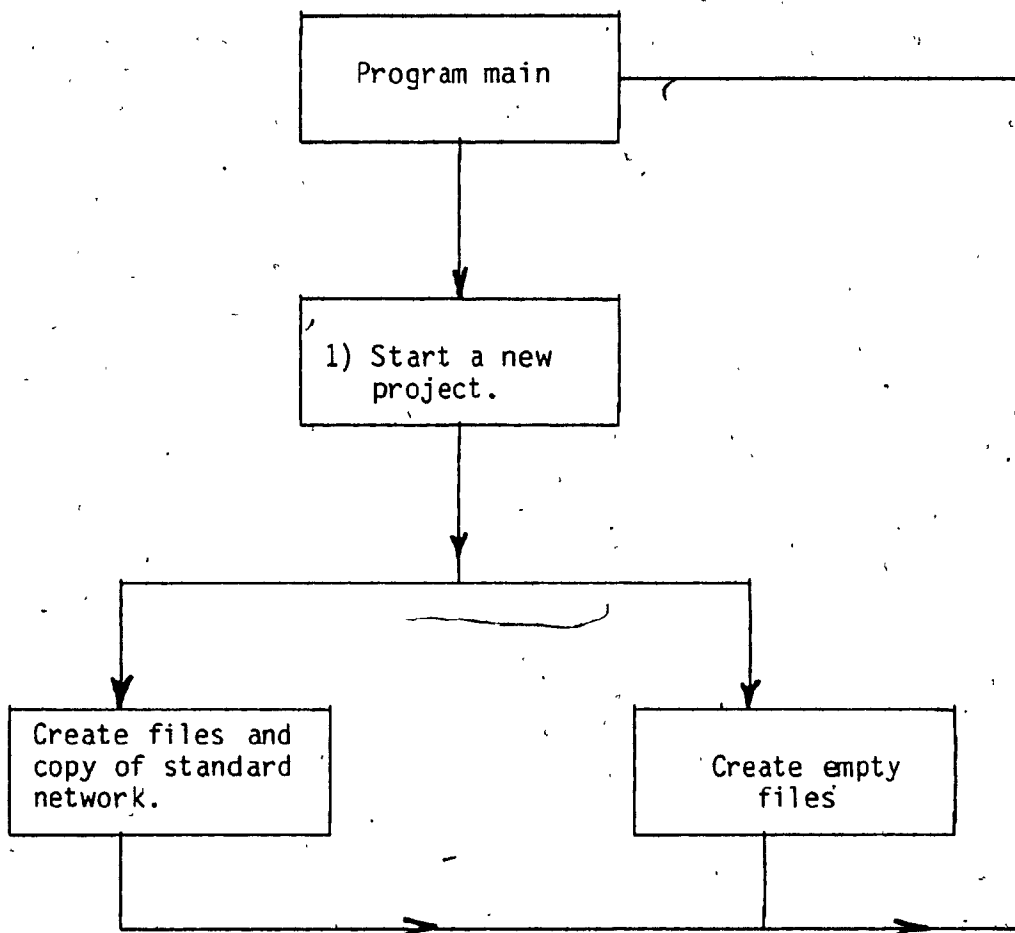 Program main
1) Start a new
project.
Create files and
copy of standard
network.
Create empty
files